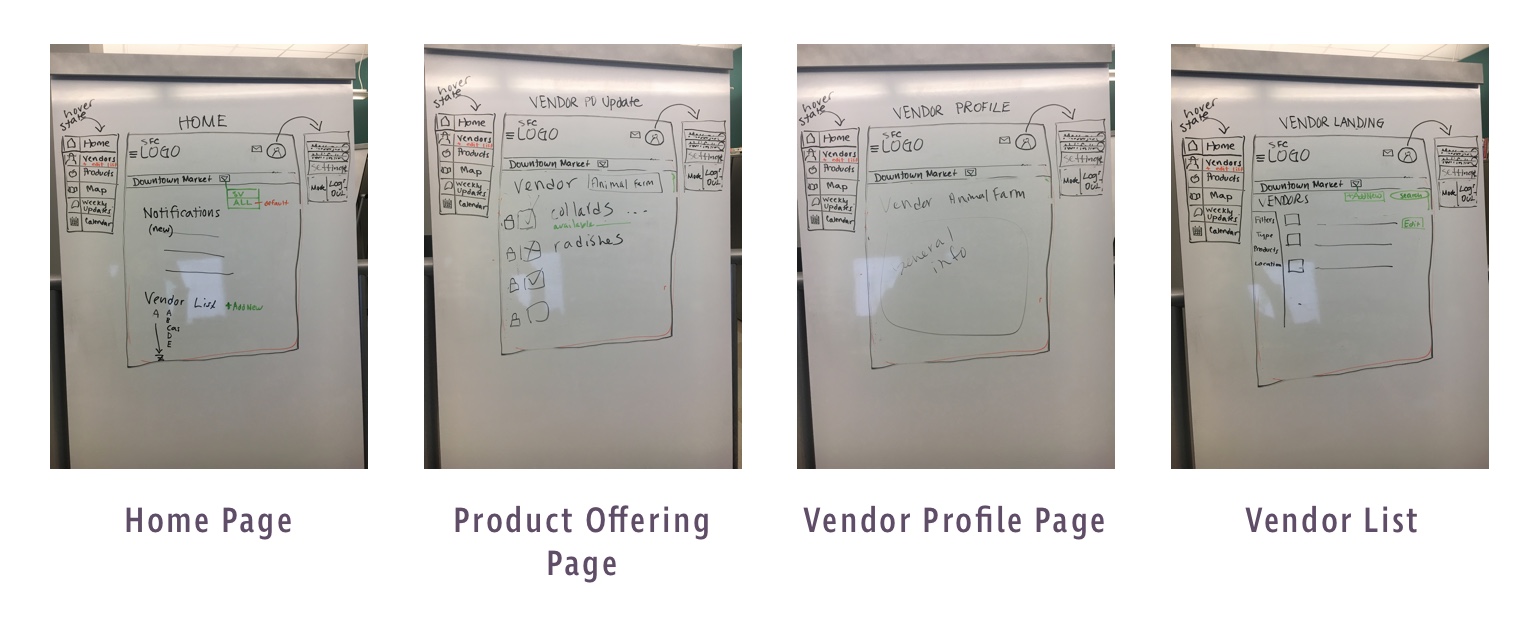 hover
state
HOME
Home
Vendors
+ edit list
Products
Map
Weekly
Updates
Calendar
SFC
LOGO
Downtown Market
SV
ALL
default
Notifications
(new)
Vendor List + Add New
A
A
B
Cas
D
E
Z
Settings
Mode
Log
Out
Home Page
hover
state
VENDOR PD Update
Home
Vendors
+ edit list
Products
Map
Weekly
Updates
Calendar
SFC
LOGO
Downtown Market
Vendor Animal Farm
collards ...
available
radishes
Settings
Mode
Log
Out
Product Offering
Page
hover
state
VENDOR PROFILE
Home
Vendors
+ edit list
Products
Map
Weekly
Updates
Calendar
SFC
LOGO
Downtown Market
Vendor Animal Farm
general
info
Settings
Mode
Log
Out
Vendor Profile Page
hover
state
VENDOR LANDING
Home
Vendors
+ edit list
Products
Map
Weekly
Updates
Calendar
SFC
LOGO
Downtown Market
VENDORS
+ Add New
Search
Filters
Type
Products
Location
Edit
Settings
Mode
Log
Out
Vendor List